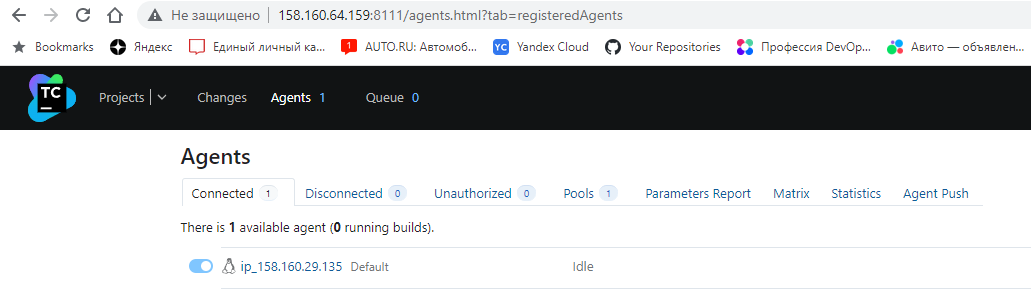 Не защищено 158.160.64.159:8111/agents.html?tab=registeredAgents
Bookmarks Яндекс Единый личный ка... AUTO.RU: Автомоб... YC Yandex Cloud Your Repositories Профессия DevOp... Авито — объявлен...
TC Projects Changes Agents 1 Queue 0
Agents
Connected 1 Disconnected 0 Unauthorized 0 Pools 1 Parameters Report Matrix Statistics Agent Push
There is 1 available agent (0 running builds).
ip_158.160.29.135 Default Idle